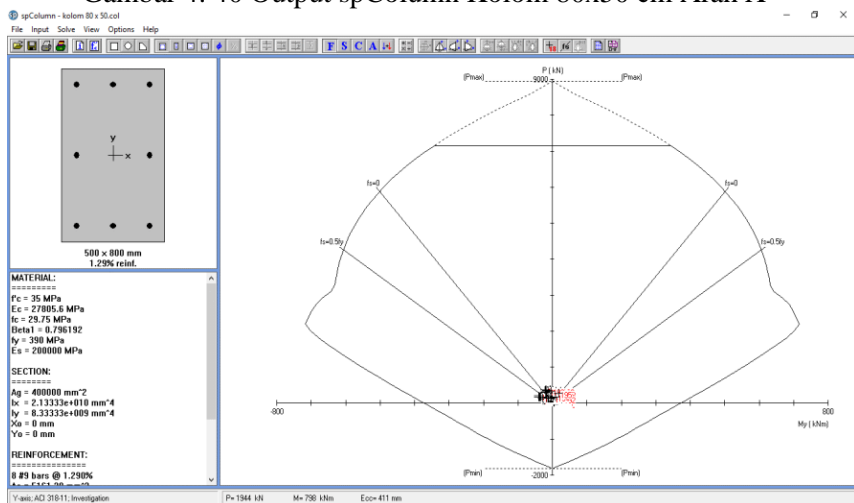 Gambar 4. 40 Output spColumn Kolom 80x50 cm Arah X
spColumn - kolom 80 x 50.col
File Input Solve View Options Help
F S C A
y
x
500 x 800 mm
1.29% reinf.
MATERIAL:
=========
f'c = 35 MPa
Ec = 27805.6 MPa
fc = 29.75 MPa
Beta1 = 0.796192
fy = 390 MPa
Es = 200000 MPa
SECTION:
========
Ag = 400000 mm^2
Ix = 2.13333e+010 mm^4
Iy = 8.33333e+009 mm^4
Xo = 0 mm
Yo = 0 mm
REINFORCEMENT:
==============
8 #9 bars @ 1.290%
P ( kN)
9000
(Pmax)
(Pmax)
fs=0
fs=0
fs=0.5fy
fs=0.5fy
-800
800
My ( kNm)
(Pmin)
-2000
(Pmin)
Y-axis; ACI 318-11; Investigation
P= 1944 kN M= 798 kNm Ecc= 411 mm